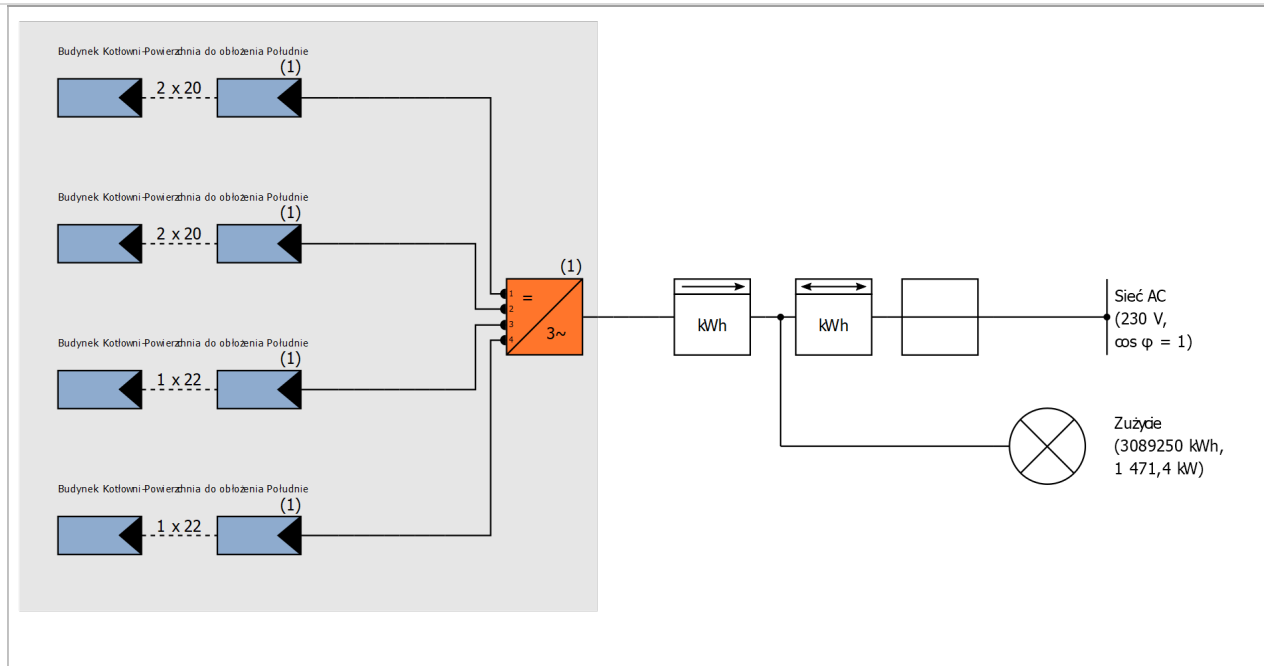 Budynek Kotłowni-Powierzchnia do obłożenia Południe
(1)
2 x 20
Budynek Kotłowni-Powierzchnia do obłożenia Południe
(1)
2 x 20
(1)
1
2
3
4
=
3~
kWh
kWh
Sieć AC
(230 V,
cos φ = 1)
Budynek Kotłowni-Powierzchnia do obłożenia Południe
(1)
1 x 22
Zużycie
(3089250 kWh,
1 471,4 kW)
Budynek Kotłowni-Powierzchnia do obłożenia Południe
(1)
1 x 22